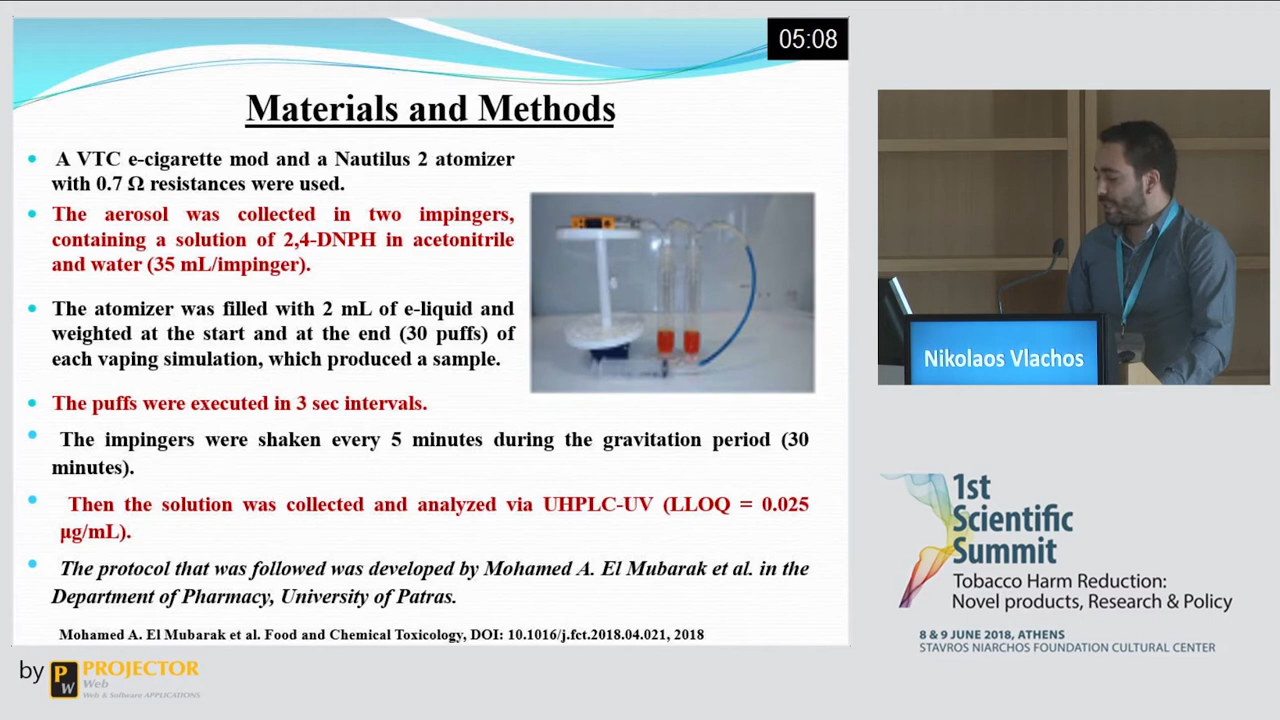 05:08
Materials and Methods
A VTC e-cigarette mod and a Nautilus 2 atomizer
with 0.7 Ω resistances were used.
The aerosol was collected in two impingers,
containing a solution of 2,4-DNPH in acetonitrile
and water (35 mL/impinger).
The atomizer was filled with 2 mL of e-liquid and
weighted at the start and at the end (30 puffs) of
each vaping simulation, which produced a sample.
The puffs were executed in 3 sec intervals.
The impingers were shaken every 5 minutes during the gravitation period (30
minutes).
Then the solution was collected and analyzed via UHPLC-UV (LLOQ = 0.025
μg/mL).
The protocol that was followed was developed by Mohamed A. El Mubarak et al. in the
Department of Pharmacy, University of Patras.
Mohamed A. El Mubarak et al. Food and Chemical Toxicology, DOI: 10.1016/j.fct.2018.04.021, 2018
by PW PROJECTOR
Web
Web & Software APPLICATIONS
Nikolaos Vlachos
1st
Scientific
Summit
Tobacco Harm Reduction:
Novel products, Research & Policy
8 & 9 JUNE 2018, ATHENS
STAVROS NIARCHOS FOUNDATION CULTURAL CENTER